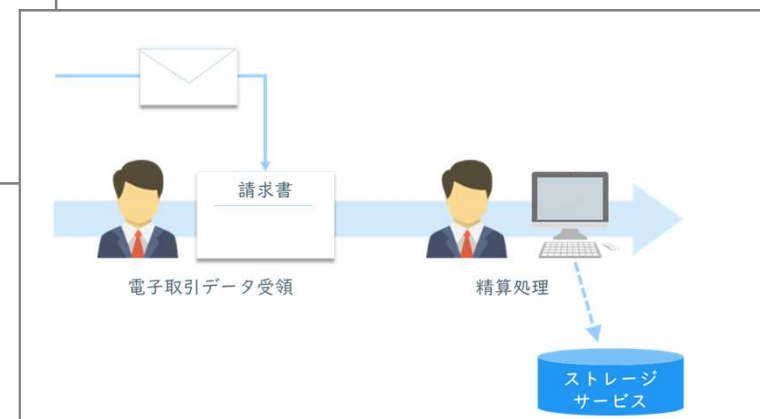 請求書
電子取引データ受領
精算処理
ストレージ
サービス